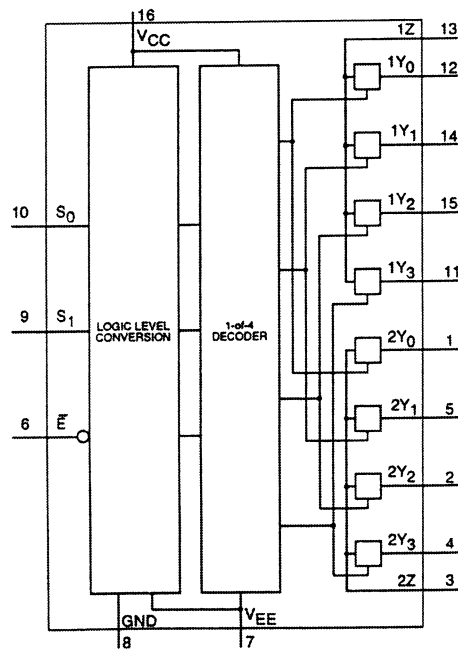 16
VCC
1Z 13
1Y0 12
1Y1 14
1Y2 15
1Y3 11
10 S0
9 S1
6 E̅
LOGIC LEVEL
CONVERSION
1-of-4
DECODER
2Y0 1
2Y1 5
2Y2 2
2Y3 4
2Z 3
GND
VEE
8
7